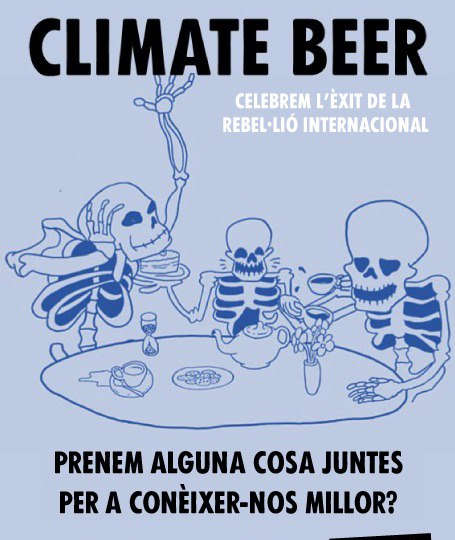 CLIMATE BEER
CELEBREM L'ÈXIT DE LA
REBEL·LIÓ INTERNACIONAL
PRENEM ALGUNA COSA JUNTES
PER A CONÈIXER-NOS MILLOR?